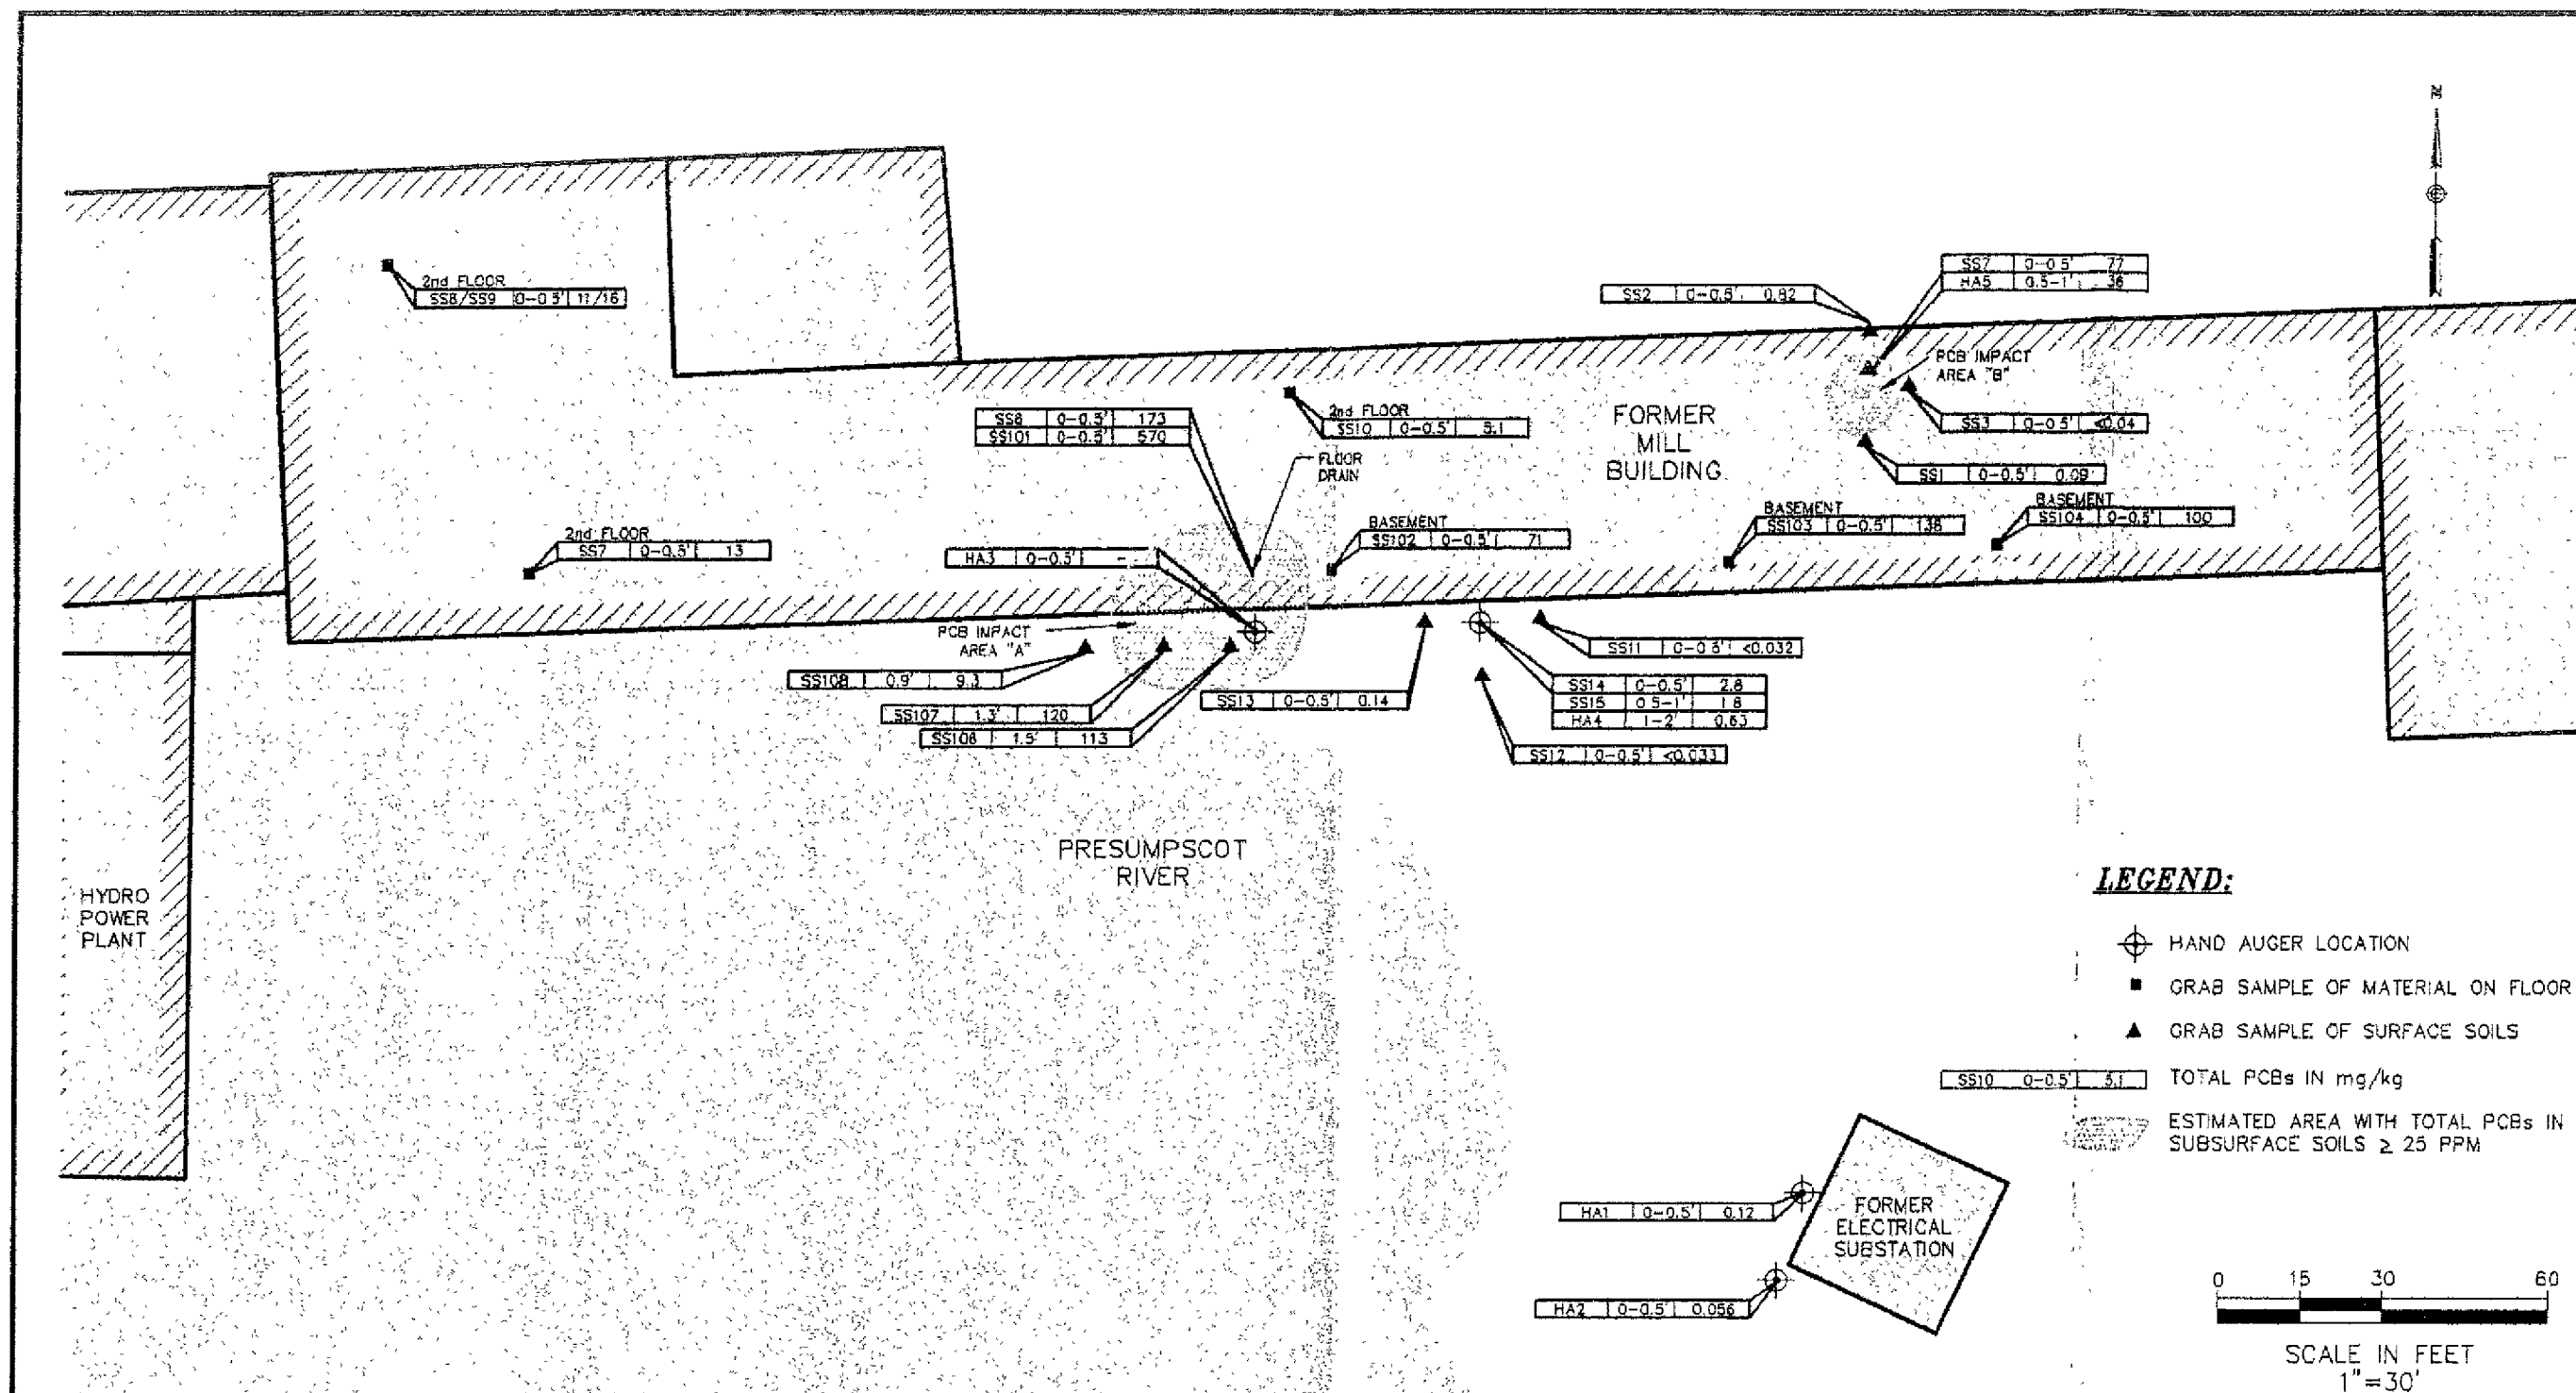 N
2nd FLOOR
SS8/SS9 0-0.5' 11/16
SS2 0-0.5' 0.82
SS7 0-0.5' 77
HA5 0.5-1' 36
PCB IMPACT
AREA "B"
SS8 0-0.5' 173
SS101 0-0.5' 570
2nd FLOOR
SS10 0-0.5' 5.1
FORMER
MILL
BUILDING
SS3 0-0.5' <0.04
FLOOR
DRAIN
SS1 0-0.5' 0.09
BASEMENT
SS104 0-0.5' 100
BASEMENT
SS103 0-0.5' 136
BASEMENT
SS102 0-0.5' 71
2nd FLOOR
SS7 0-0.5' 13
HA3 0-0.5' -
PCB IMPACT
AREA "A"
SS11 0-0.5' <0.032
SS108 0.9' 9.3
SS107 1.3' 120
SS106 1.5' 113
SS13 0-0.5' 0.14
SS14 0-0.5' 2.8
SS15 0.5-1' 1.8
HA4 1-2' 0.63
SS12 0-0.5' <0.033
PRESUMPSCOT
RIVER
HYDRO
POWER
PLANT
LEGEND:
HAND AUGER LOCATION
GRAB SAMPLE OF MATERIAL ON FLOOR
GRAB SAMPLE OF SURFACE SOILS
SS10 0-0.5' 5.1 TOTAL PCBs IN mg/kg
ESTIMATED AREA WITH TOTAL PCBs IN
SUBSURFACE SOILS ≥ 25 PPM
HA1 0-0.5' 0.12
FORMER
ELECTRICAL
SUBSTATION
HA2 0-0.5' 0.056
0 15 30 60
SCALE IN FEET
1"=30'